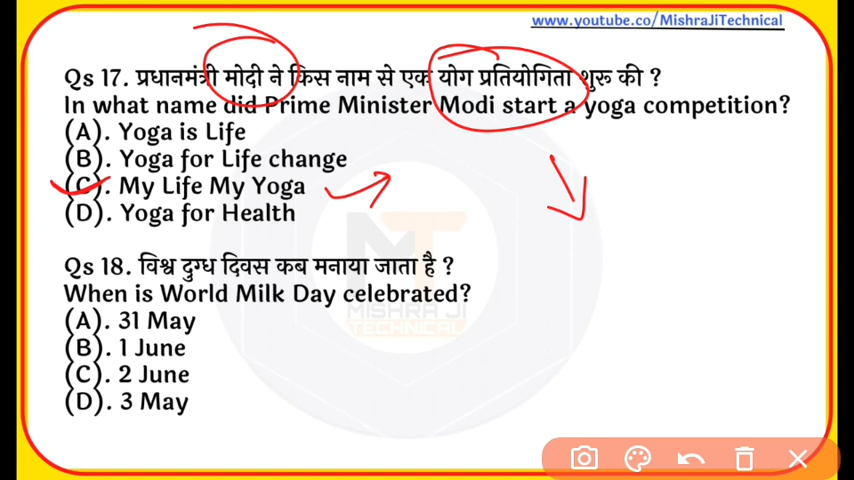 www.youtube.co/MishraJiTechnical
Qs 17. प्रधानमंत्री मोदी ने किस नाम से एक योग प्रतियोगिता शुरू की ?
In what name did Prime Minister Modi start a yoga competition?
(A). Yoga is Life
(B). Yoga for Life change
(C). My Life My Yoga
(D). Yoga for Health
MT
Qs 18. विश्व दुग्ध दिवस कब मनाया जाता है ?
When is World Milk Day celebrated?
MISHRA JI
TECHNICAL
(A). 31 May
(B). 1 June
(C). 2 June
(D). 3 May